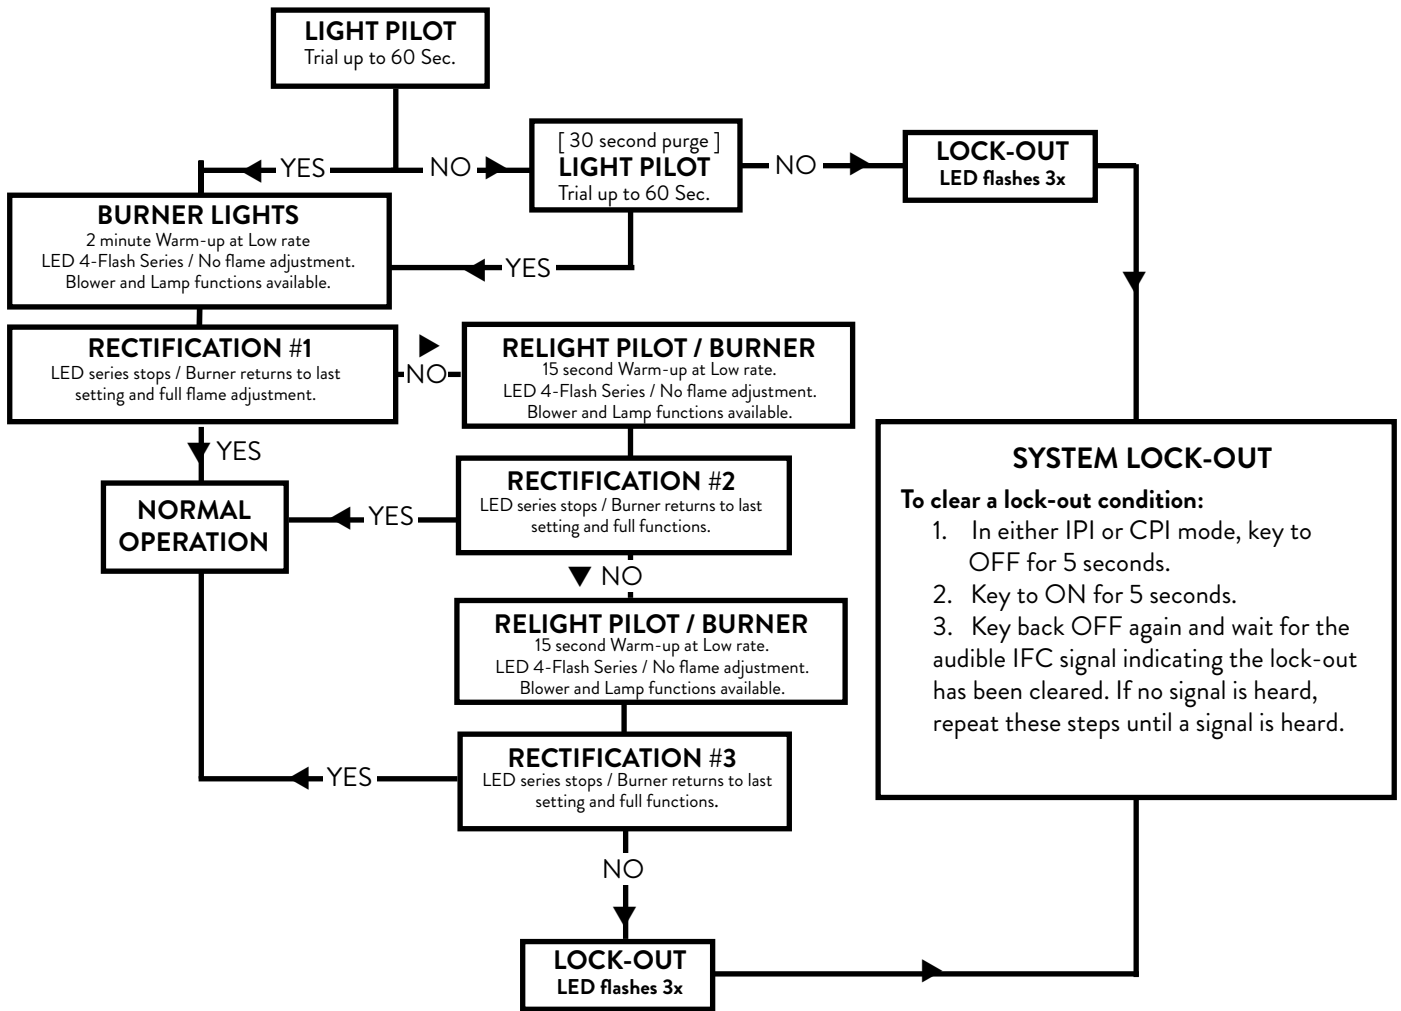 LIGHT PILOT
Trial up to 60 Sec.
[ 30 second purge ]
LIGHT PILOT
Trial up to 60 Sec.
YES
NO
NO
LOCK-OUT
LED flashes 3x
BURNER LIGHTS
2 minute Warm-up at Low rate
LED 4-Flash Series / No flame adjustment.
Blower and Lamp functions available.
YES
RECTIFICATION #1
LED series stops / Burner returns to last
setting and full flame adjustment.
NO
RELIGHT PILOT / BURNER
15 second Warm-up at Low rate.
LED 4-Flash Series / No flame adjustment.
Blower and Lamp functions available.
YES
NORMAL
OPERATION
YES
RECTIFICATION #2
LED series stops / Burner returns to last
setting and full functions.
NO
RELIGHT PILOT / BURNER
15 second Warm-up at Low rate.
LED 4-Flash Series / No flame adjustment.
Blower and Lamp functions available.
YES
RECTIFICATION #3
LED series stops / Burner returns to last
setting and full functions.
NO
LOCK-OUT
LED flashes 3x
SYSTEM LOCK-OUT
To clear a lock-out condition:
1. In either IPI or CPI mode, key to
OFF for 5 seconds.
2. Key to ON for 5 seconds.
3. Key back OFF again and wait for the
audible IFC signal indicating the lock-out
has been cleared. If no signal is heard,
repeat these steps until a signal is heard.